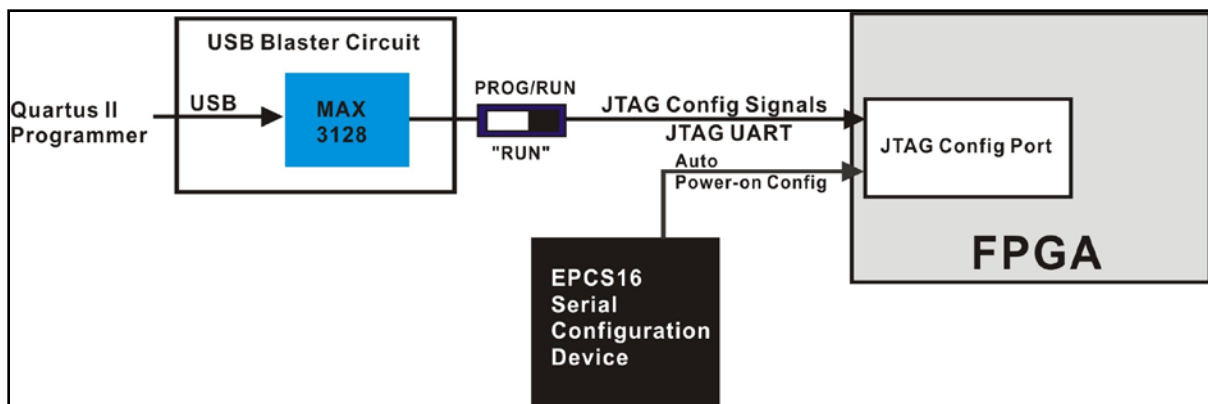 USB Blaster Circuit
Quartus II
Programmer
USB
MAX
3128
PROG/RUN
"RUN"
JTAG Config Signals
JTAG UART
Auto
Power-on Config
JTAG Config Port
FPGA
EPCS16
Serial
Configuration
Device